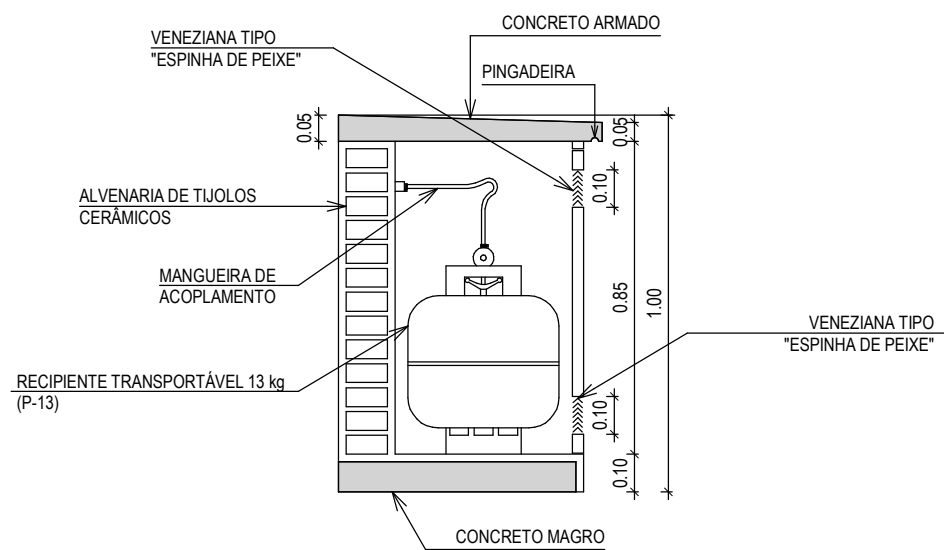 CONCRETO ARMADO
VENEZIANA TIPO
"ESPINHA DE PEIXE"
PINGADEIRA
0.05
0.05
0.10
ALVENARIA DE TIJOLOS
CERÂMICOS
MANGUEIRA DE
ACOPLAMENTO
0.85
1.00
VENEZIANA TIPO
"ESPINHA DE PEIXE"
RECIPIENTE TRANSPORTÁVEL 13 kg
(P-13)
0.10
0.10
CONCRETO MAGRO